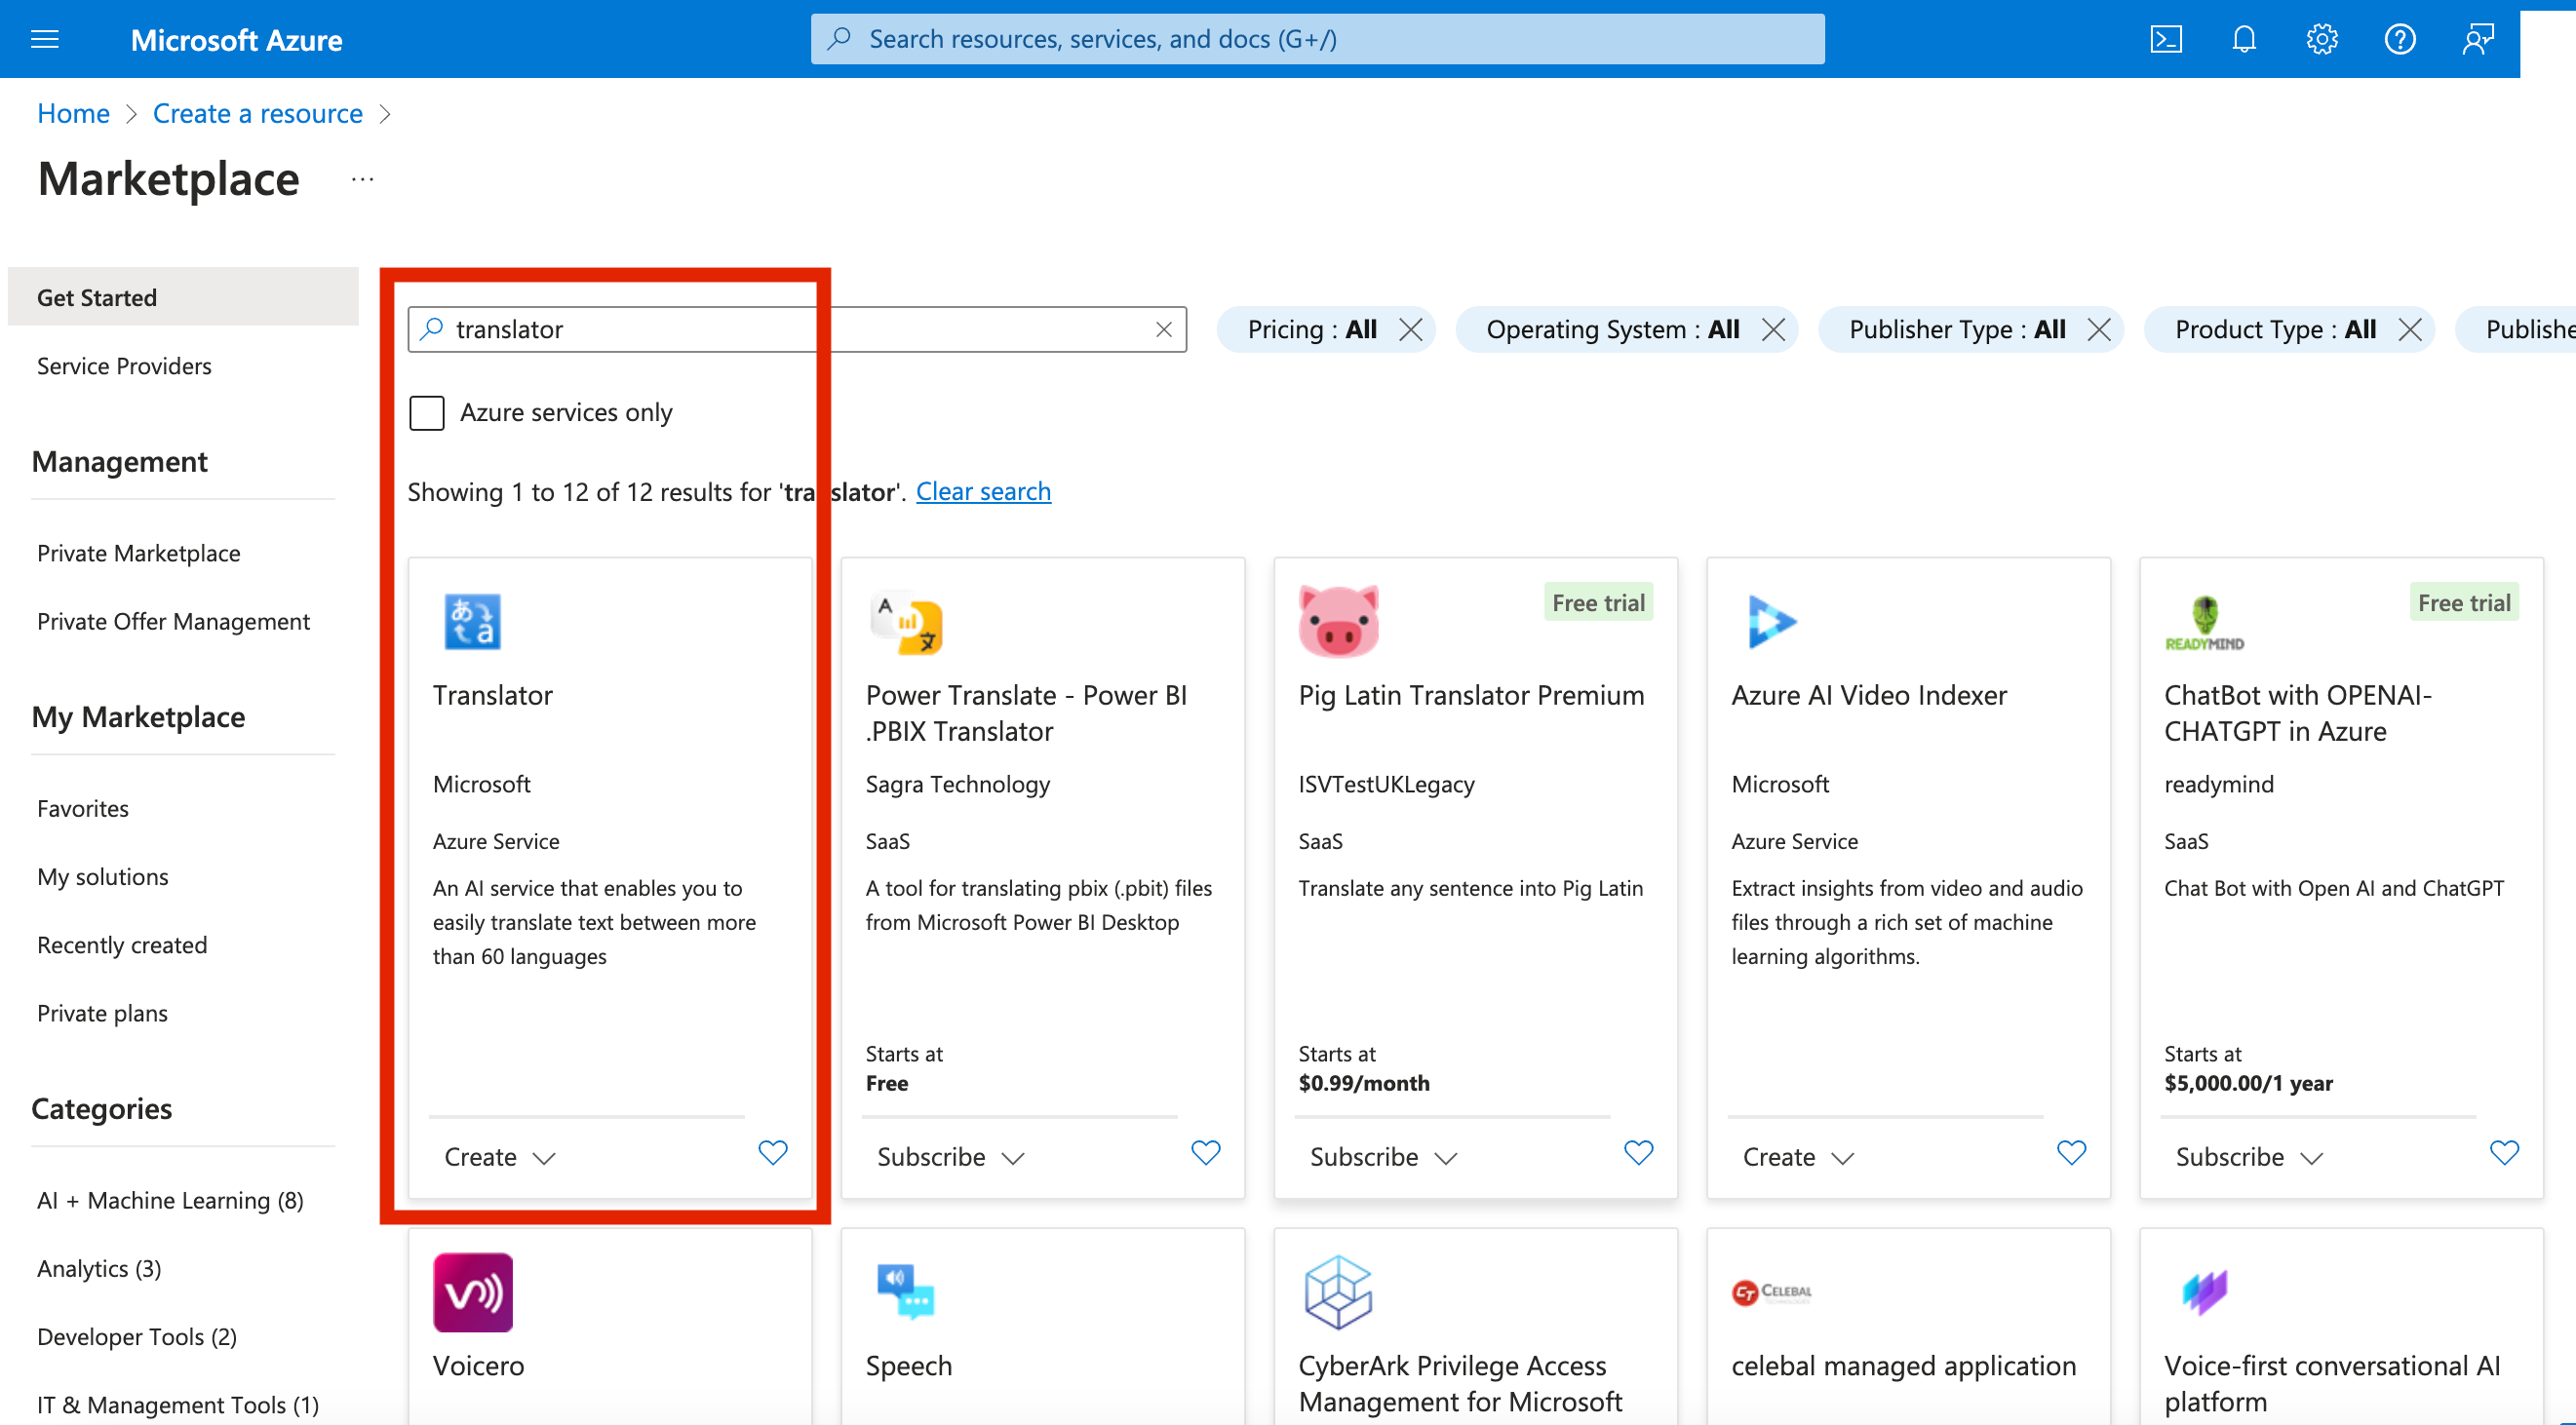 Microsoft Azure
Search resources, services, and docs (G+/)
Home > Create a resource >
Marketplace ...
Get Started
Service Providers
Management
Private Marketplace
Private Offer Management
My Marketplace
Favorites
My solutions
Recently created
Private plans
Categories
AI + Machine Learning (8)
Analytics (3)
Developer Tools (2)
IT & Management Tools (1)
translator
Pricing : All
Operating System : All
Publisher Type : All
Product Type : All
Publishe
Azure services only
Showing 1 to 12 of 12 results for 'translator'. Clear search
あ
a
Translator
Microsoft
Azure Service
An AI service that enables you to
easily translate text between more
than 60 languages
Create
A
文
Power Translate - Power BI
.PBIX Translator
Sagra Technology
SaaS
A tool for translating pbix (.pbit) files
from Microsoft Power BI Desktop
Starts at
Free
Subscribe
Free trial
Pig Latin Translator Premium
ISVTestUKLegacy
SaaS
Translate any sentence into Pig Latin
Starts at
$0.99/month
Subscribe
Azure AI Video Indexer
Microsoft
Azure Service
Extract insights from video and audio
files through a rich set of machine
learning algorithms.
Create
Free trial
READYMIND
ChatBot with OPENAI-
CHATGPT in Azure
readymind
SaaS
Chat Bot with Open AI and ChatGPT
Starts at
$5,000.00/1 year
Subscribe
Voicero
Speech
CyberArk Privilege Access
Management for Microsoft
CT CELEBAL
celebal managed application
Voice-first conversational AI
platform